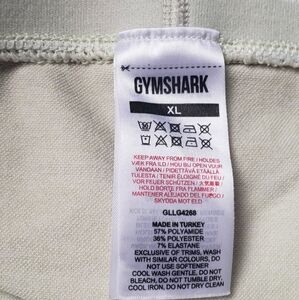 GYMSHARK
XL
KEEP AWAY FROM FIRE / HOLDES
VÆK FRA ILD / HOU BIJ OPEN VUUR
VANDAAN / PIDETTÄVÄ ETÄÄLLÄ
TULESTA / TENIR ÉLOIGNÉ DU FEU /
VOR FEUER SCHÜTZEN / 火気厳禁 /
HOLD BORTE FRA FLAMMER /
MANTENER ALEJADO DEL FUEGO /
SKYDDA MOT ELD
GLLG4268
MADE IN TURKEY
57% POLYAMIDE
36% POLYESTER
7% ELASTANE
EXCLUSIVE OF TRIMS, WASH
WITH SIMILAR COLOURS, DO NOT
USE SOFTENER
COOL WASH GENTLE, DO NOT
BLEACH, DO NOT TUMBLE DRY,
COOL IRON, DO NOT DRY CLEAN